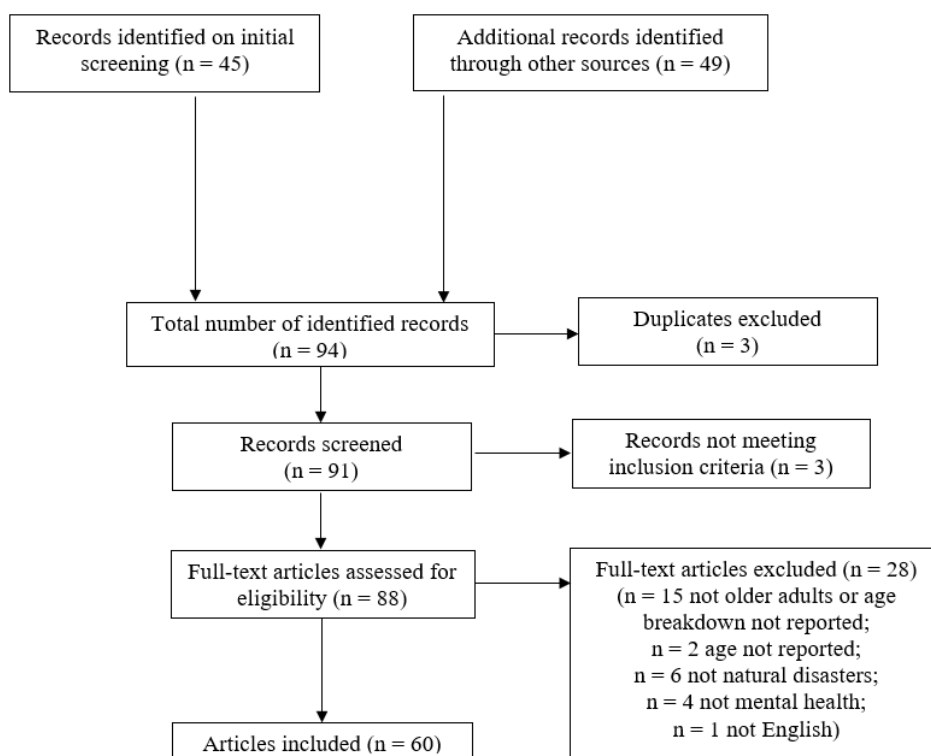 Records identified on initial
screening (n = 45)
Additional records identified
through other sources (n = 49)
Total number of identified records
(n = 94)
Duplicates excluded
(n = 3)
Records screened
(n = 91)
Records not meeting
inclusion criteria (n = 3)
Full-text articles assessed for
eligibility (n = 88)
Full-text articles excluded (n = 28)
(n = 15 not older adults or age
breakdown not reported;
n = 2 age not reported;
n = 6 not natural disasters;
n = 4 not mental health;
n = 1 not English)
Articles included (n = 60)